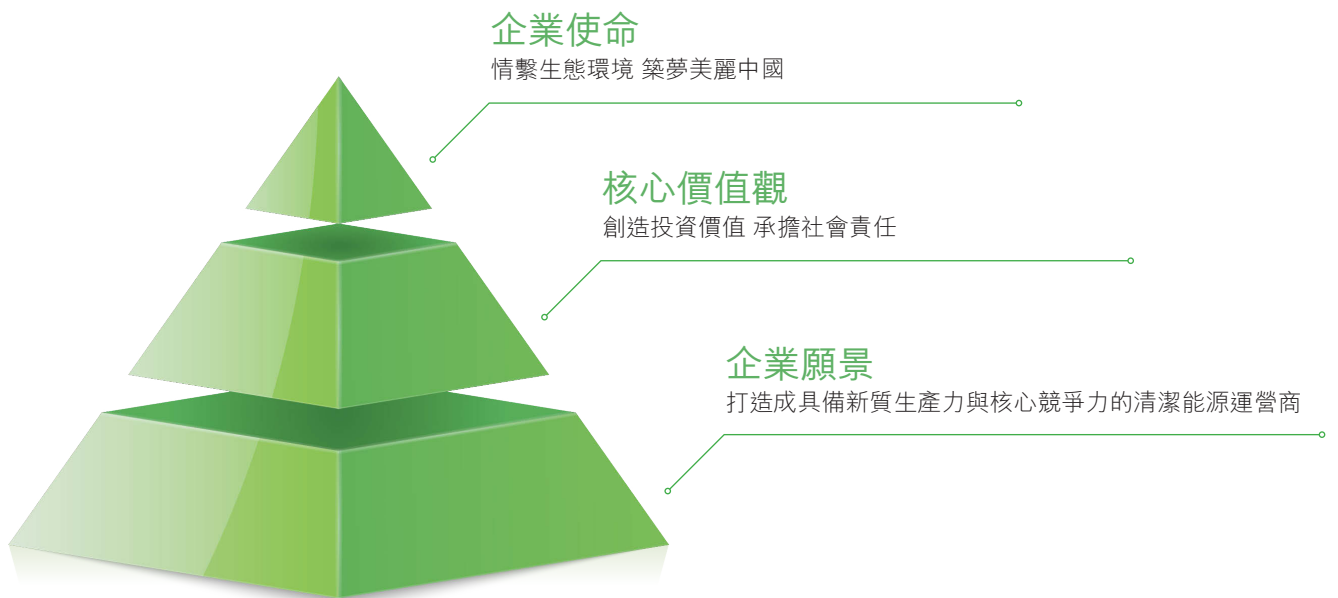 企業使命
情繫生態環境 築夢美麗中國
核心價值觀
創造投資價值 承擔社會責任
企業願景
打造成具備新質生產力與核心競爭力的清潔能源運營商